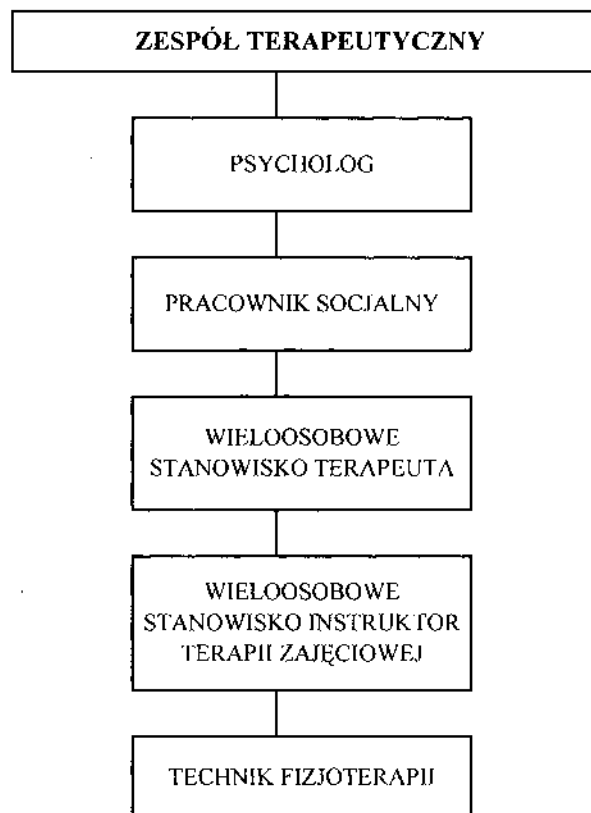 ZESPÓŁ TERAPEUTYCZNY
PSYCHOLOG
PRACOWNIK SOCJALNY
WIELOOSOBOWE
STANOWISKO TERAPEUTA
WIELOOSOBOWE
STANOWISKO INSTRUKTOR
TERAPII ZAJĘCIOWEJ
TECHNIK FIZJOTERAPII